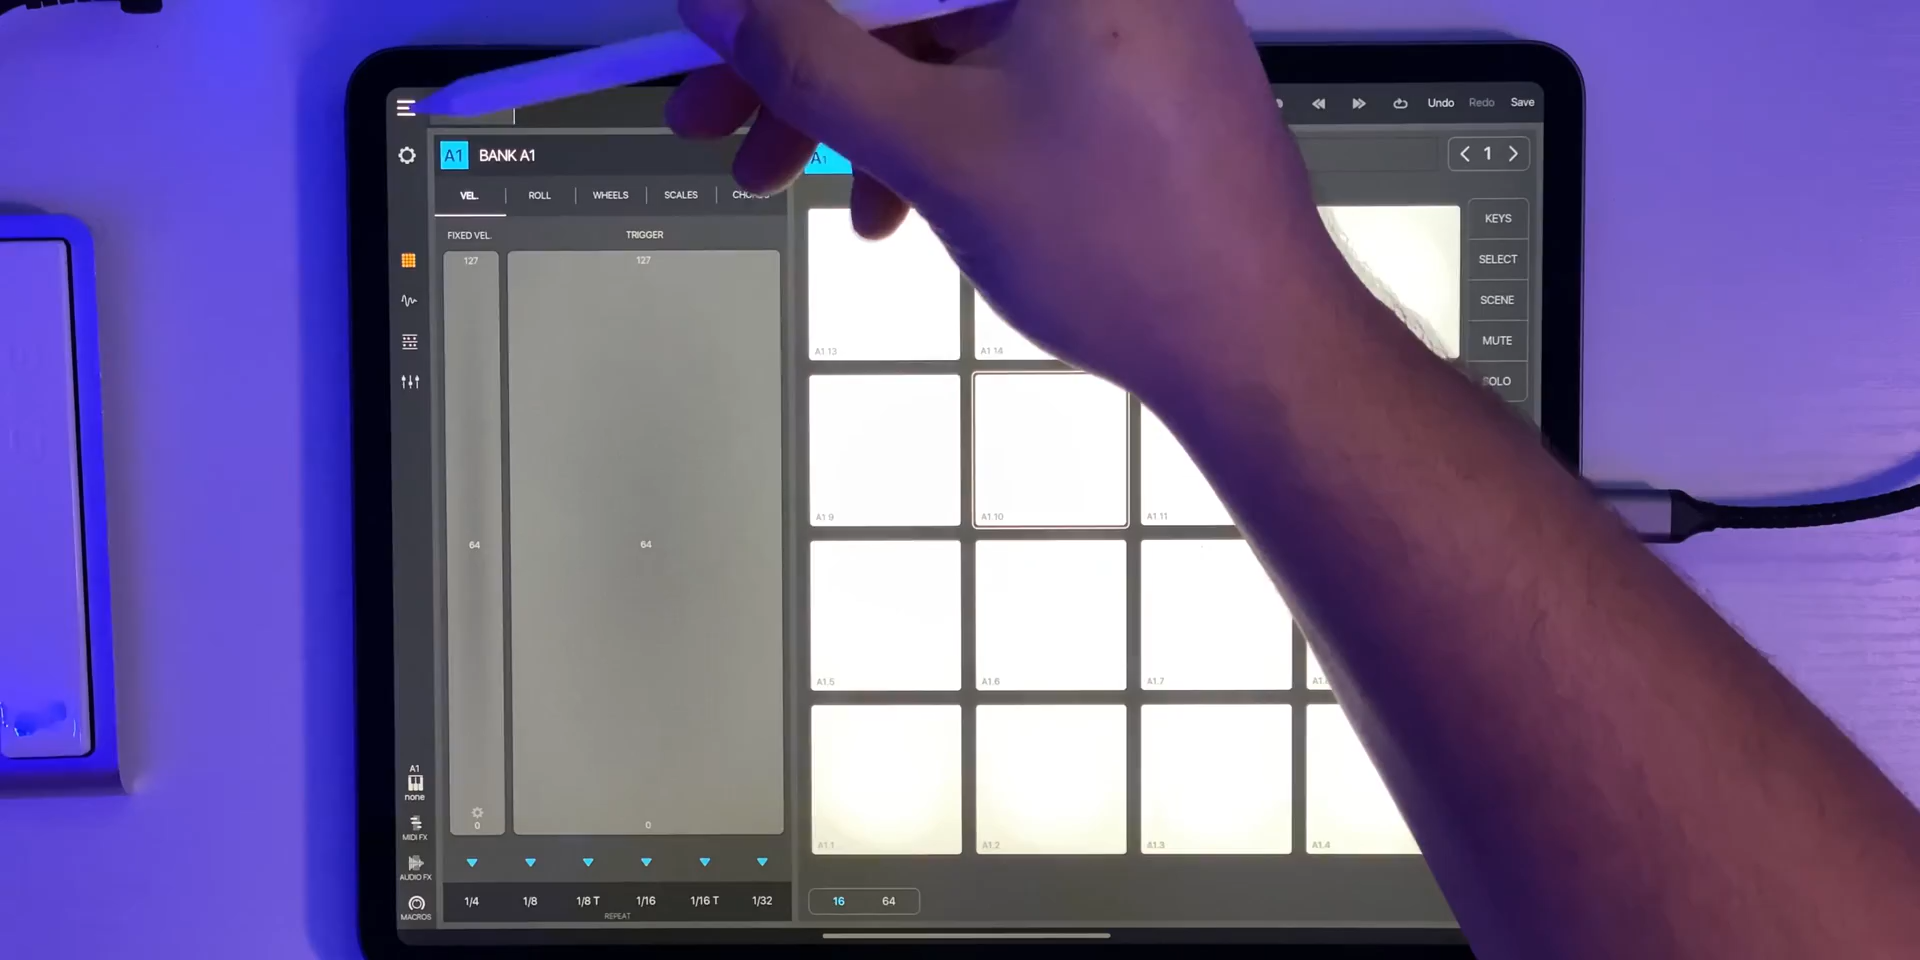 Undo Redo Save
A1 BANK A1
A1
1
VEL. ROLL WHEELS SCALES CHORDS
KEYS
FIXED VEL. TRIGGER
SELECT
127 127
SCENE
MUTE
A1 13 A1 14
SOLO
A1 9 A1 10 A1 11
64 64
A1.5 A1.6 A1.7
A1
none
0 0
MIDI FX
A1.1 A1.2 A1.3 A1.4
AUDIO FX
1/4 1/8 1/8 T 1/16 1/16 T 1/32
16 64
REPEAT
MACROS